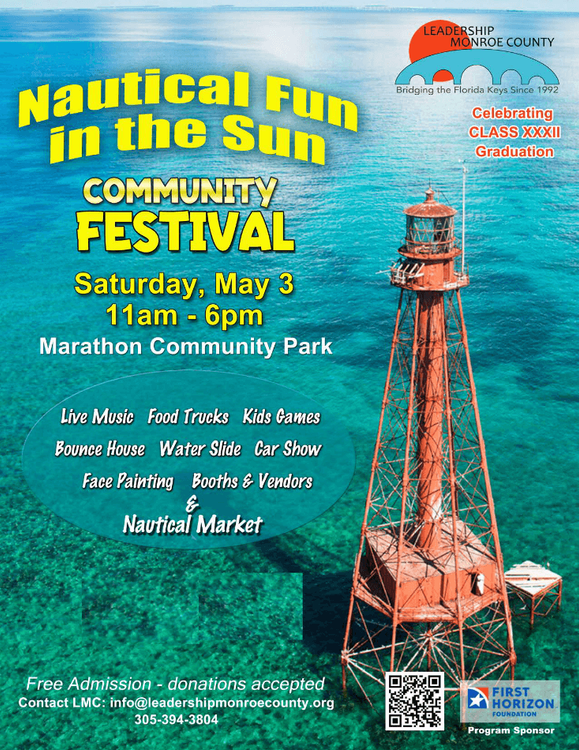 LEADERSHIP
MONROE COUNTY
Bridging the Florida Keys Since 1992
Celebrating
CLASS XXXII
Graduation
Nautical Fun
in the Sun
COMMUNITY
FESTIVAL
Saturday, May 3
11am - 6pm
Marathon Community Park
Live Music Food Trucks Kids Games
Bounce House Water Slide Car Show
Face Painting Booths & Vendors
&
Nautical Market
Free Admission - donations accepted
Contact LMC: info@leadershipmonroecounty.org
305-394-3804
FIRST
HORIZON
FOUNDATION
Program Sponsor